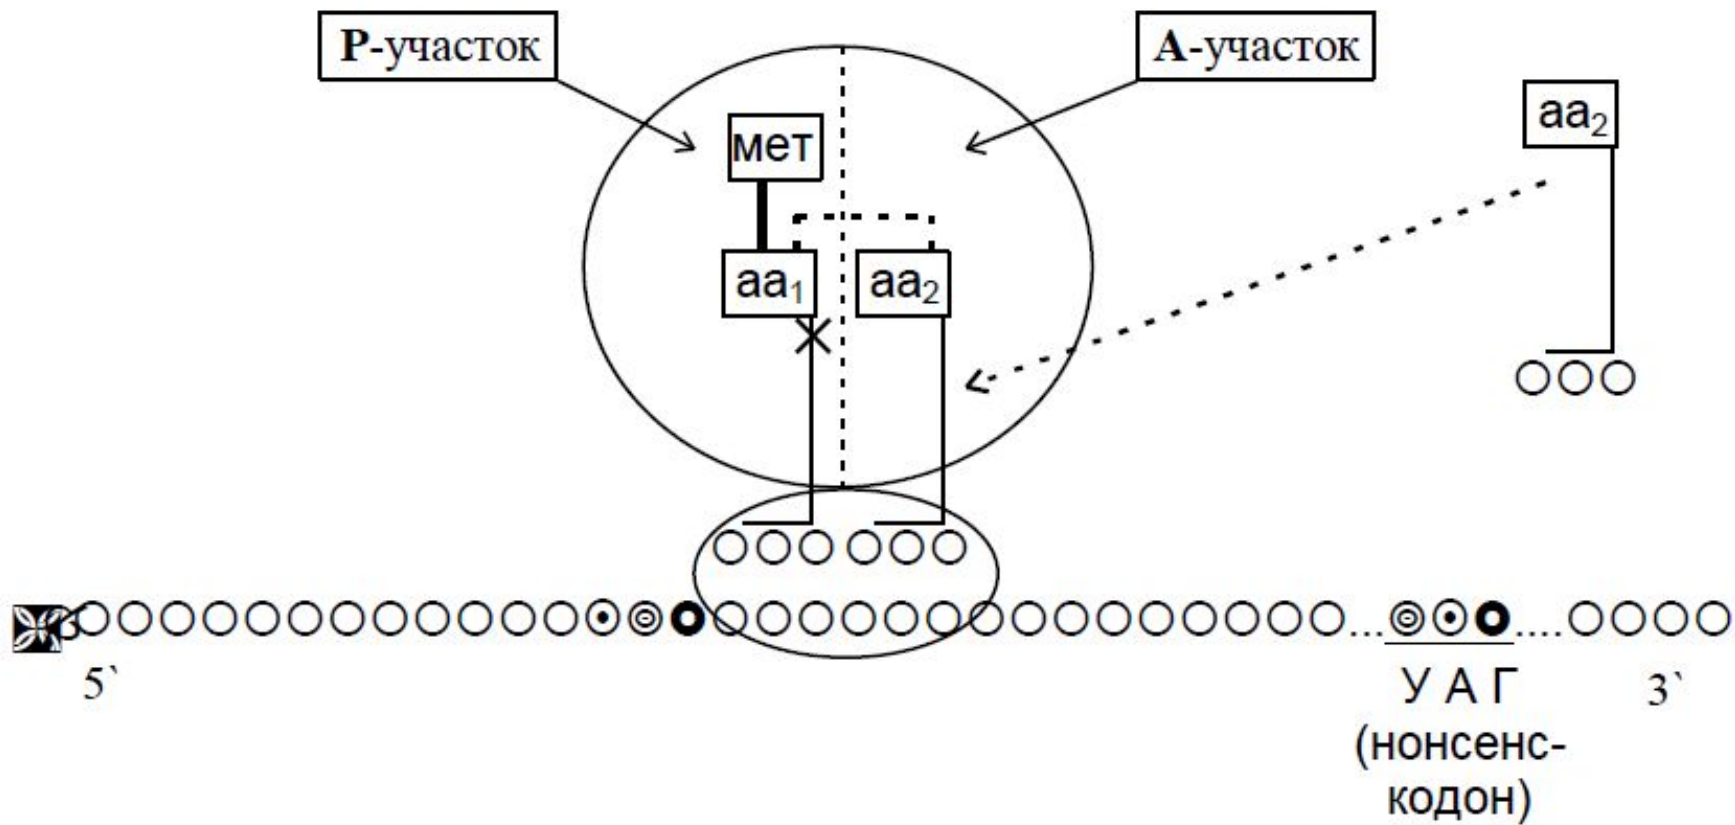 Р-участок
А-участок
мет
аа₂
аа₁
аа₂
5`
У А Г
3`
(нонсенс-
кодон)